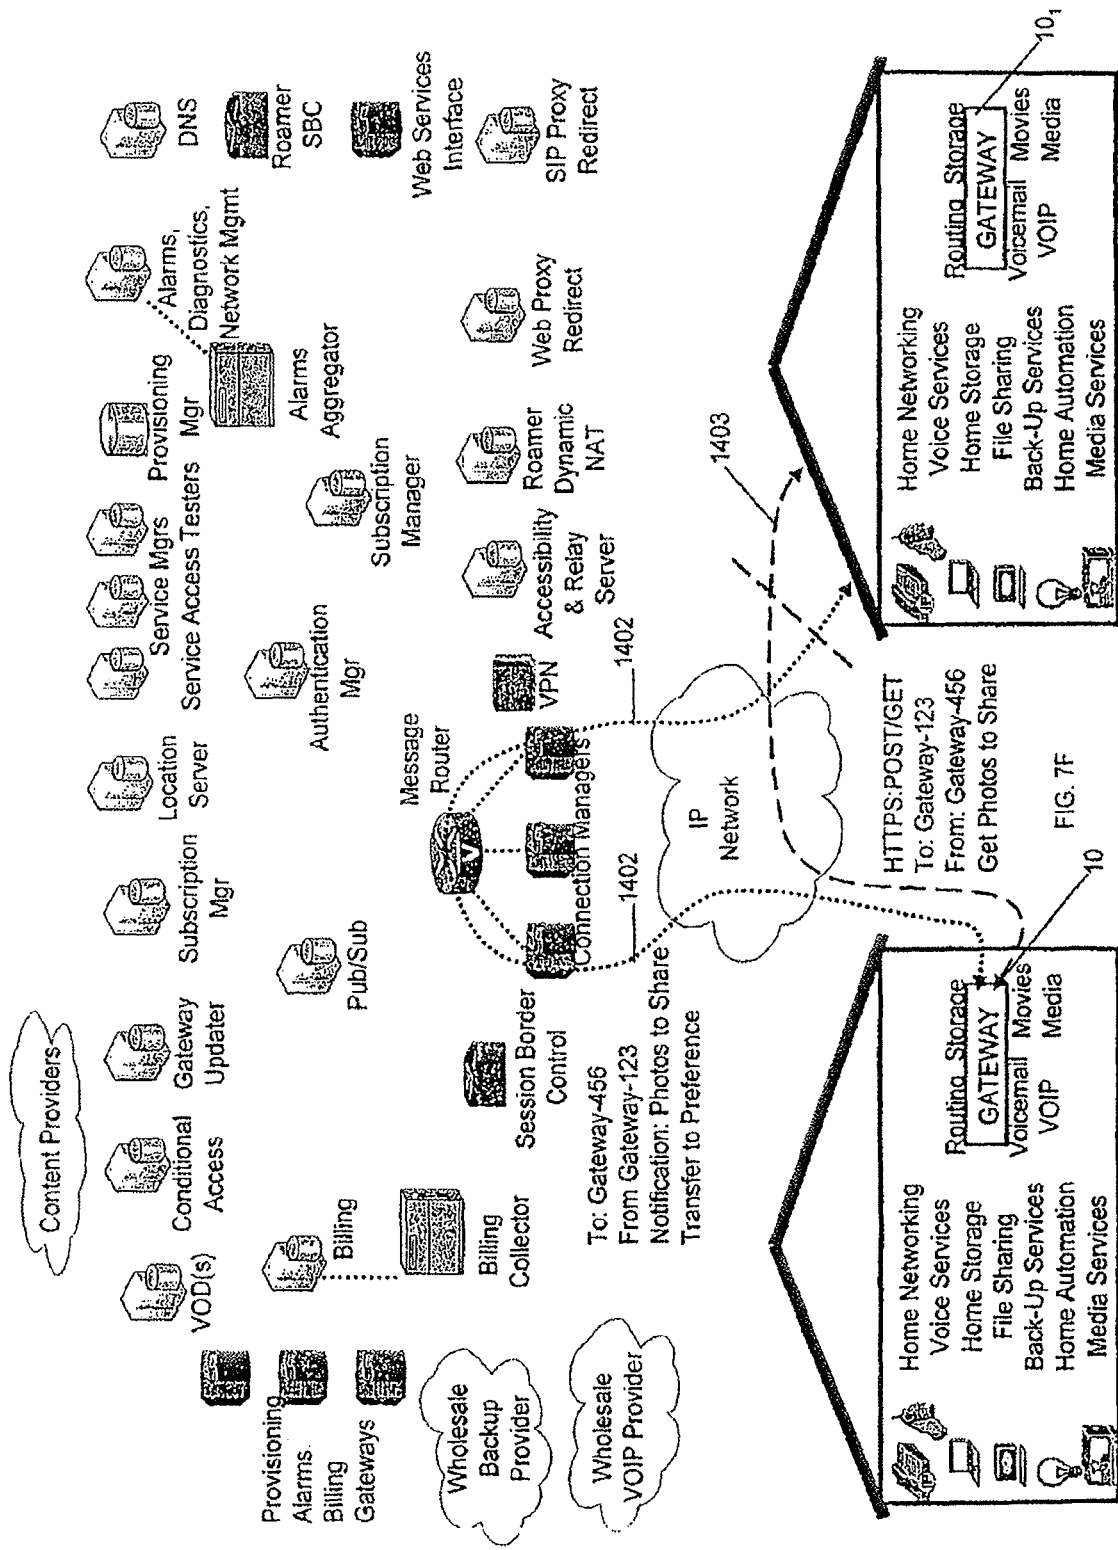 Content Providers
VOD(s)
Conditional
Access
Gateway
Updater
Subscription
Mgr
Location
Server
Service Mgrs
Service Access Testers
Provisioning
Mgr
Alarms,
Diagnostics,
Network Mgmt
DNS
Provisioning
Alarms
Billing
Gateways
Billing
Billing
Collector
Pub/Sub
Authentication
Mgr
Subscription
Manager
Alarms
Aggregator
Roamer
SBC
Web Services
Interface
Wholesale
Backup
Provider
Wholesale
VOIP Provider
Session Border
Control
Message
Router
Connection Managers
VPN
Accessibility
& Relay
Server
Roamer
Dynamic
NAT
Web Proxy
Redirect
SIP Proxy
Redirect
To: Gateway-456
From Gateway-123
Notification: Photos to Share
Transfer to Preference
1402
1402
IP
Network
1403
HTTPS:POST/GET
To: Gateway-123
From: Gateway-456
Get Photos to Share
Home Networking
Voice Services
Home Storage
File Sharing
Back-Up Services
Home Automation
Media Services
Routing Storage
GATEWAY
Voicemail Movies
VOIP Media
10
Home Networking
Voice Services
Home Storage
File Sharing
Back-Up Services
Home Automation
Media Services
Routing Storage
GATEWAY
Voicemail Movies
VOIP Media
10₁
FIG. 7F